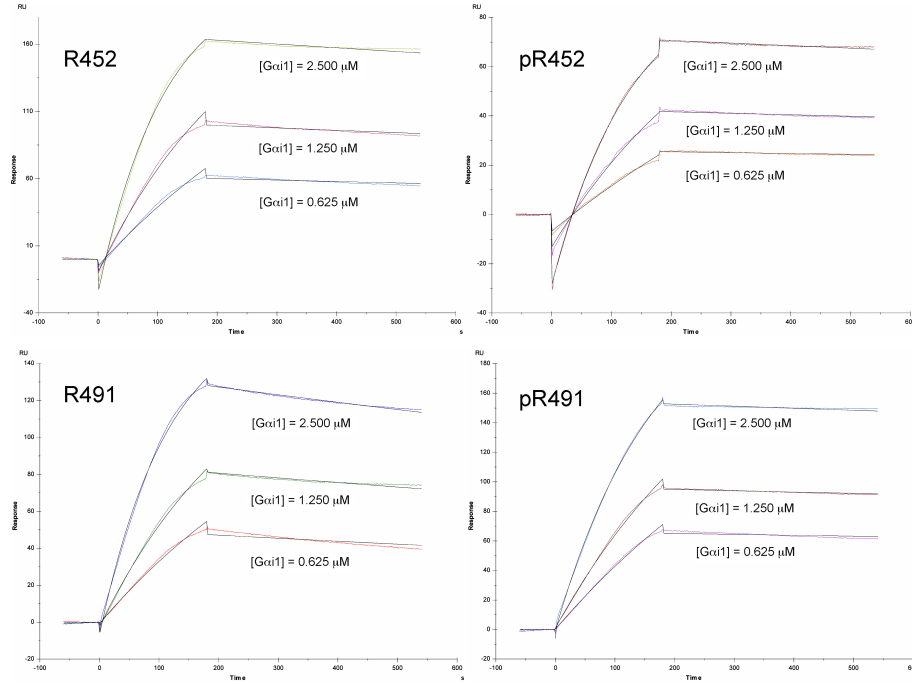 RU
R452
160
110
60
10
-40
Response
[Gαi1] = 2.500 μM
[Gαi1] = 1.250 μM
[Gαi1] = 0.625 μM
-100 0 100 200 300 400 500 600
Time s
RU
pR452
80
60
40
20
0
-20
-40
Response
[Gαi1] = 2.500 μM
[Gαi1] = 1.250 μM
[Gαi1] = 0.625 μM
-100 0 100 200 300 400 500 600
Time
RU
R491
140
120
100
80
60
40
20
0
-20
Response
[Gαi1] = 2.500 μM
[Gαi1] = 1.250 μM
[Gαi1] = 0.625 μM
-100 0 100 200 300 400 500 600
Time s
RU
pR491
180
160
140
120
100
80
60
40
20
0
-20
Response
[Gαi1] = 2.500 μM
[Gαi1] = 1.250 μM
[Gαi1] = 0.625 μM
-100 0 100 200 300 400 500 600
Time